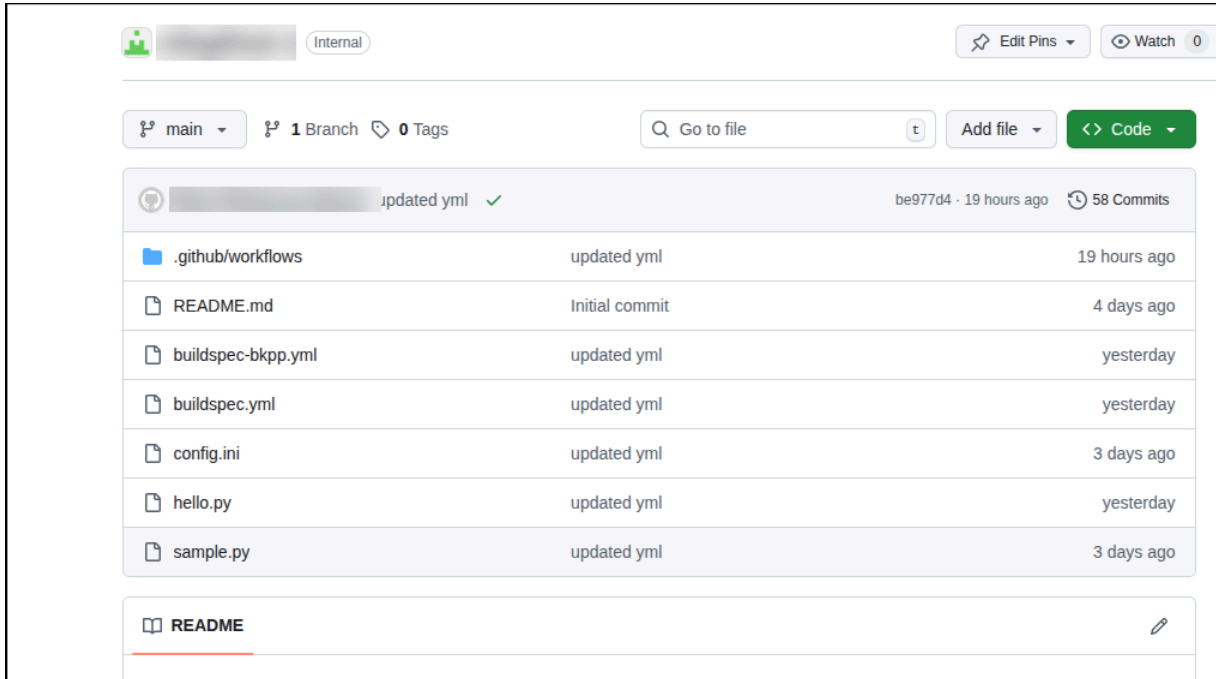 Internal Edit Pins Watch 0
main 1 Branch 0 Tags Go to file t Add file Code
updated yml be977d4 · 19 hours ago 58 Commits
.github/workflows updated yml 19 hours ago
README.md Initial commit 4 days ago
buildspec-bkpp.yml updated yml yesterday
buildspec.yml updated yml yesterday
config.ini updated yml 3 days ago
hello.py updated yml yesterday
sample.py updated yml 3 days ago
README